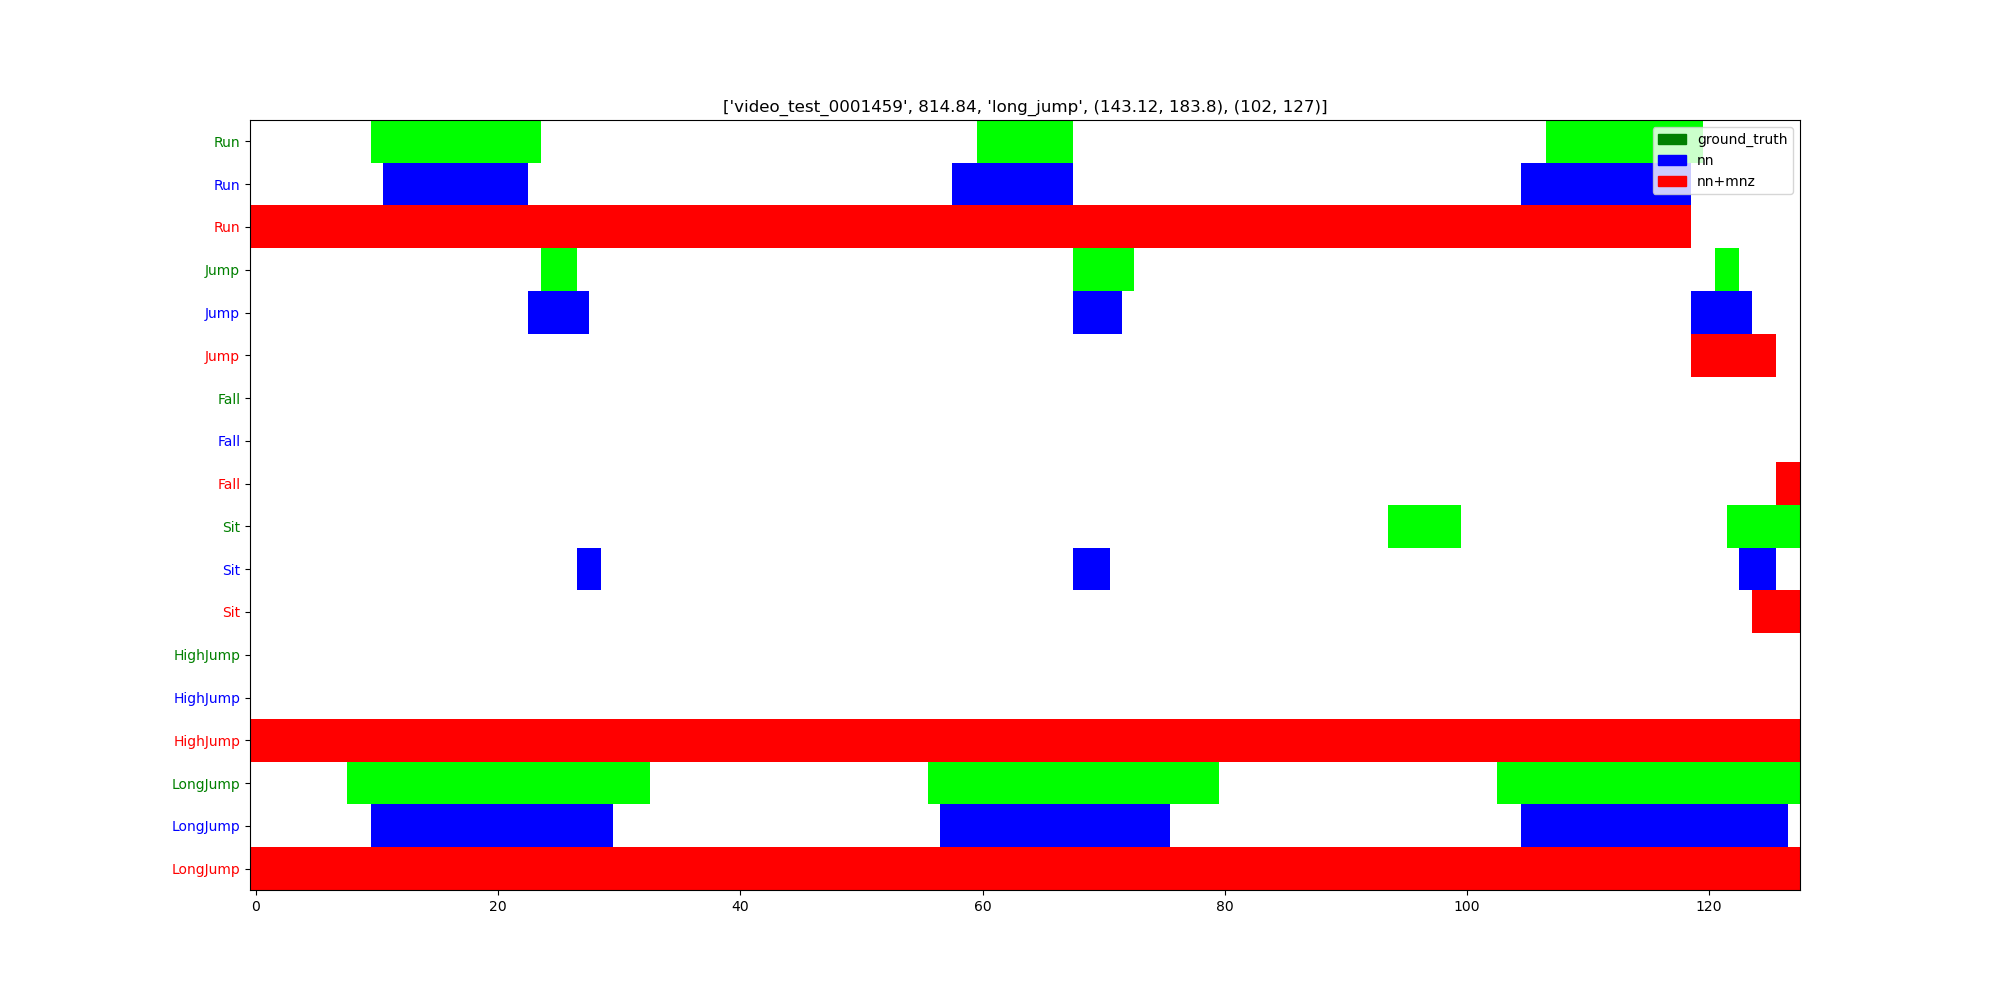 ['video_test_0001459', 814.84, 'long_jump', (143.12, 183.8), (102, 127)]
ground_truth
nn
nn+mnz
Run
Run
Run
Jump
Jump
Jump
Fall
Fall
Fall
Sit
Sit
Sit
HighJump
HighJump
HighJump
LongJump
LongJump
LongJump
0 20 40 60 80 100 120